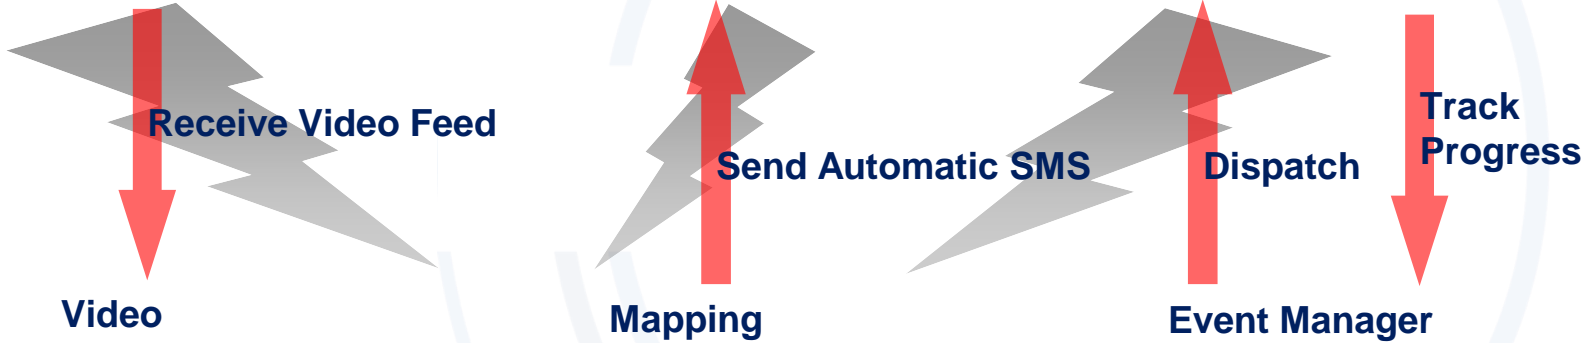 Receive Video Feed
Send Automatic SMS
Dispatch
Track
Progress
Video
Mapping
Event Manager